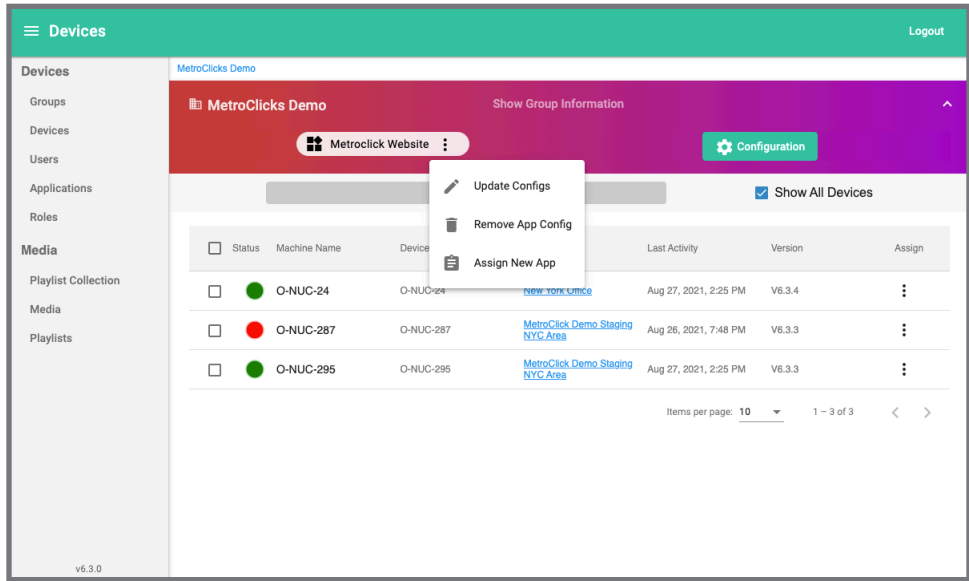 Devices
Logout
Devices
Groups
Devices
Users
Applications
Roles
Media
Playlist Collection
Media
Playlists
v6.3.0
MetroClicks Demo
MetroClicks Demo
Show Group Information
Metroclick Website
Configuration
Update Configs
Remove App Config
Assign New App
Show All Devices
Status Machine Name Device Last Activity Version Assign
O-NUC-24 O-NUC-24 New York Office Aug 27, 2021, 2:25 PM V6.3.4
O-NUC-287 O-NUC-287 MetroClick Demo Staging Aug 26, 2021, 7:48 PM V6.3.3
NYC Area
O-NUC-295 O-NUC-295 MetroClick Demo Staging Aug 27, 2021, 2:25 PM V6.3.3
NYC Area
Items per page: 10 1 – 3 of 3